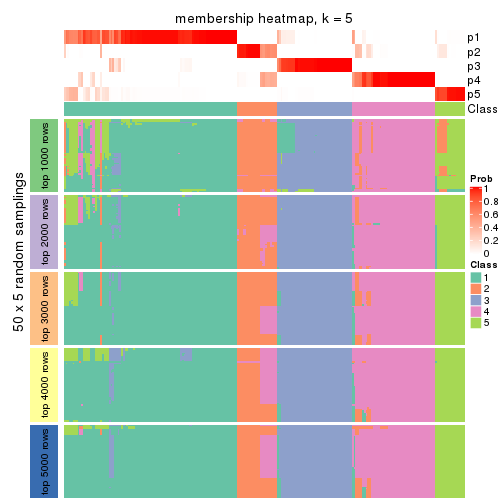 membership heatmap, k = 5
p1
p2
p3
p4
p5
Class
50 x 5 random samplings
top 1000 rows
top 2000 rows
top 3000 rows
top 4000 rows
top 5000 rows
Prob
1
0.8
0.6
0.4
0.2
0
Class
1
2
3
4
5